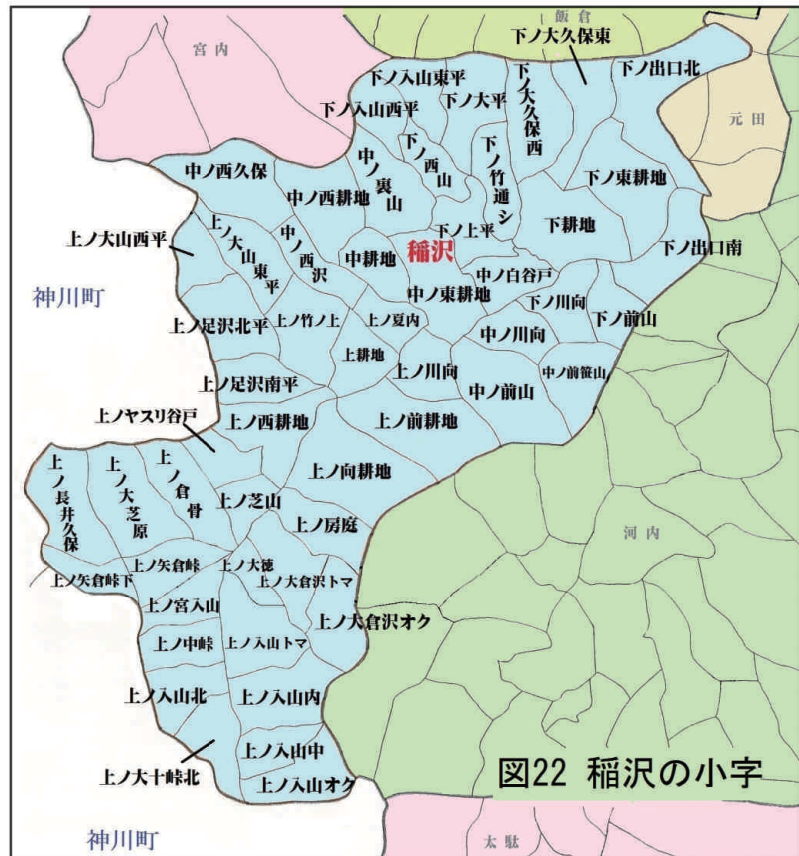 飯倉
下ノ大久保東
宮内
下ノ入山東平
下ノ大平
下ノ出口北
下ノ入山西平
下ノ大久保西
元田
下ノ西山
下ノ竹通シ
中ノ裏山
中ノ西久保
中ノ西耕地
下ノ東耕地
上ノ大山西平
上ノ大山東平
中ノ西沢
下ノ上平
下耕地
中耕地
稲沢
下ノ出口南
神川町
中ノ白谷戸
中ノ東耕地
下ノ川向
上ノ足沢北平
上ノ竹ノ上
上ノ夏内
中ノ川向
下ノ前山
上耕地
上ノ川向
中ノ前山
中ノ前笹山
上ノ足沢南平
上ノヤスリ谷戸
上ノ西耕地
上ノ前耕地
上ノ長井久保
上ノ大芝原
上ノ倉骨
上ノ向耕地
上ノ芝山
上ノ房庭
河内
上ノ矢倉峠下
上ノ矢倉峠
上ノ大徳
上ノ大倉沢トマ
上ノ宮入山
上ノ大倉沢オク
上ノ中峠
上ノ入山トマ
上ノ入山北
上ノ入山内
上ノ大十峠北
上ノ入山中
上ノ入山オク
図22 稲沢の小字
神川町
太駄